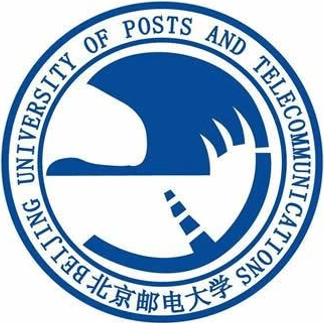 BEIJING UNIVERSITY OF POSTS AND TELECOMMUNICATIONS
北京邮电大学